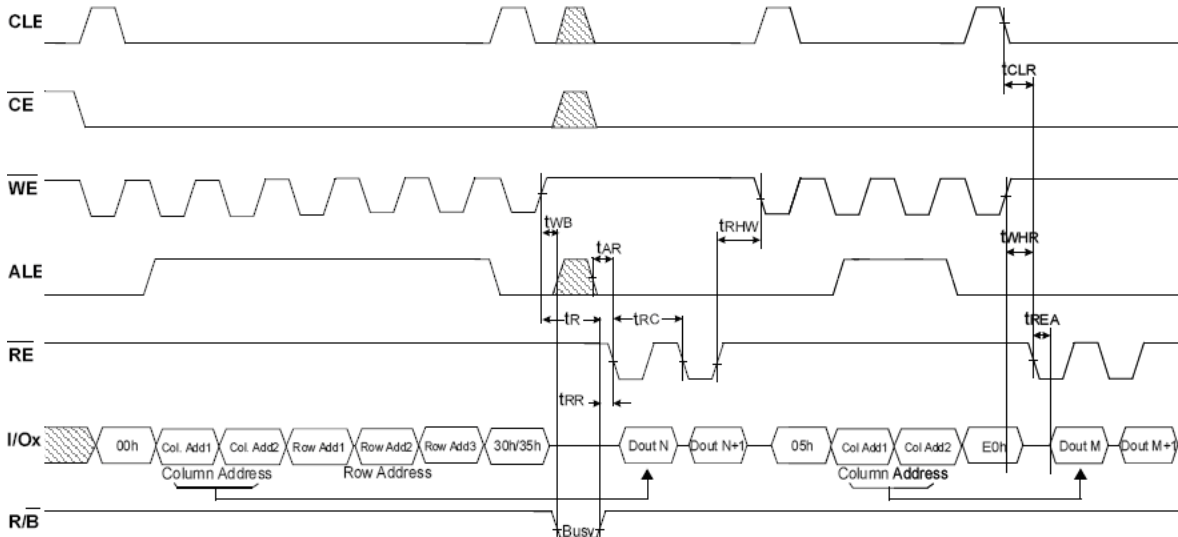 CLE
tCLR
CE
WE
tWB
tAR
tRHW
tWHR
ALE
tR
tRC
tREA
RE
tRR
I/Ox
00h
Col. Add1
Col. Add2
Row Add1
Row Add2
Row Add3
30h/35h
Dout N
Dout N+1
05h
Col Add1
Col Add2
E0h
Dout M
Dout M+1
Column Address
Row Address
Column Address
R/B
Busy